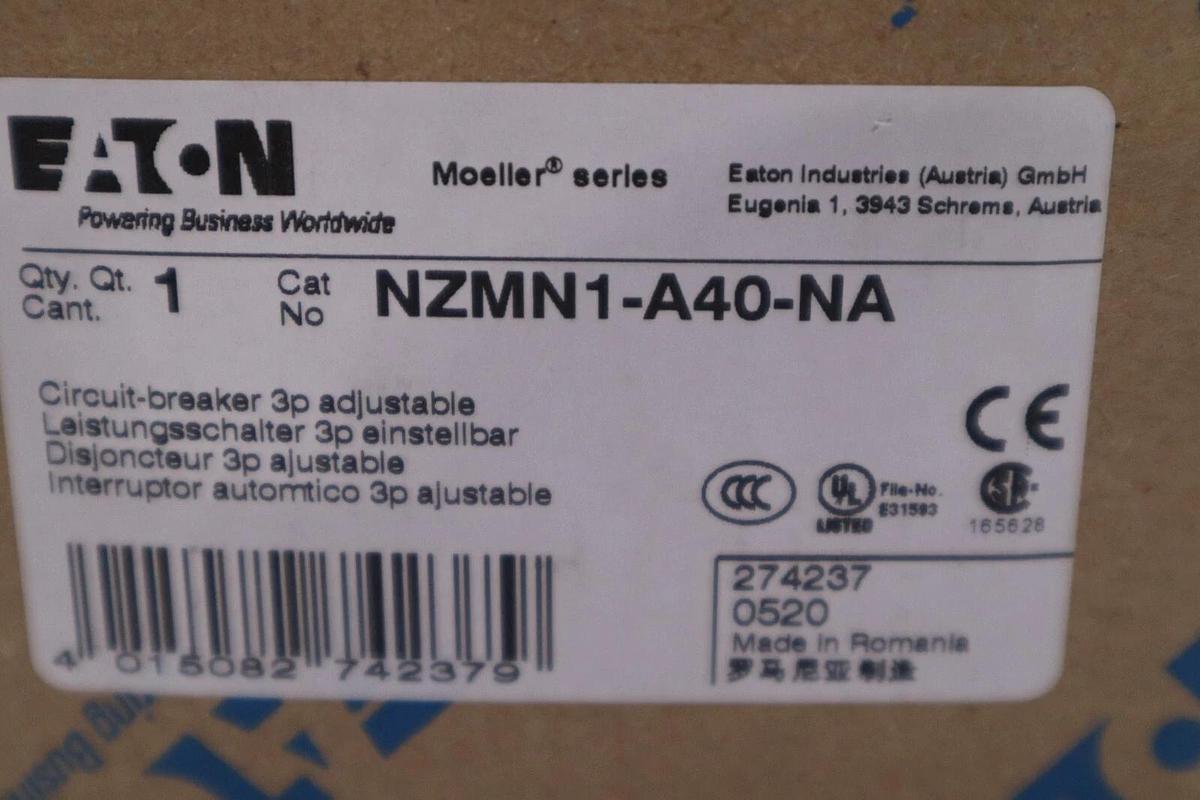 EATON
Powering Business Worldwide
Moeller® series
Eaton Industries (Austria) GmbH
Eugenia 1, 3943 Schrems, Austria
Qty. Qt. 1
Cant.
Cat
No
NZMN1-A40-NA
Circuit-breaker 3p adjustable
Leistungsschalter 3p einstellbar
Disjoncteur 3p ajustable
Interruptor automtico 3p ajustable
CE
CCC
UL
LISTED
File-No.
E31593
165628
4 015082 742379
274237
0520
Made in Romania
罗马尼亚制造
ring Busin